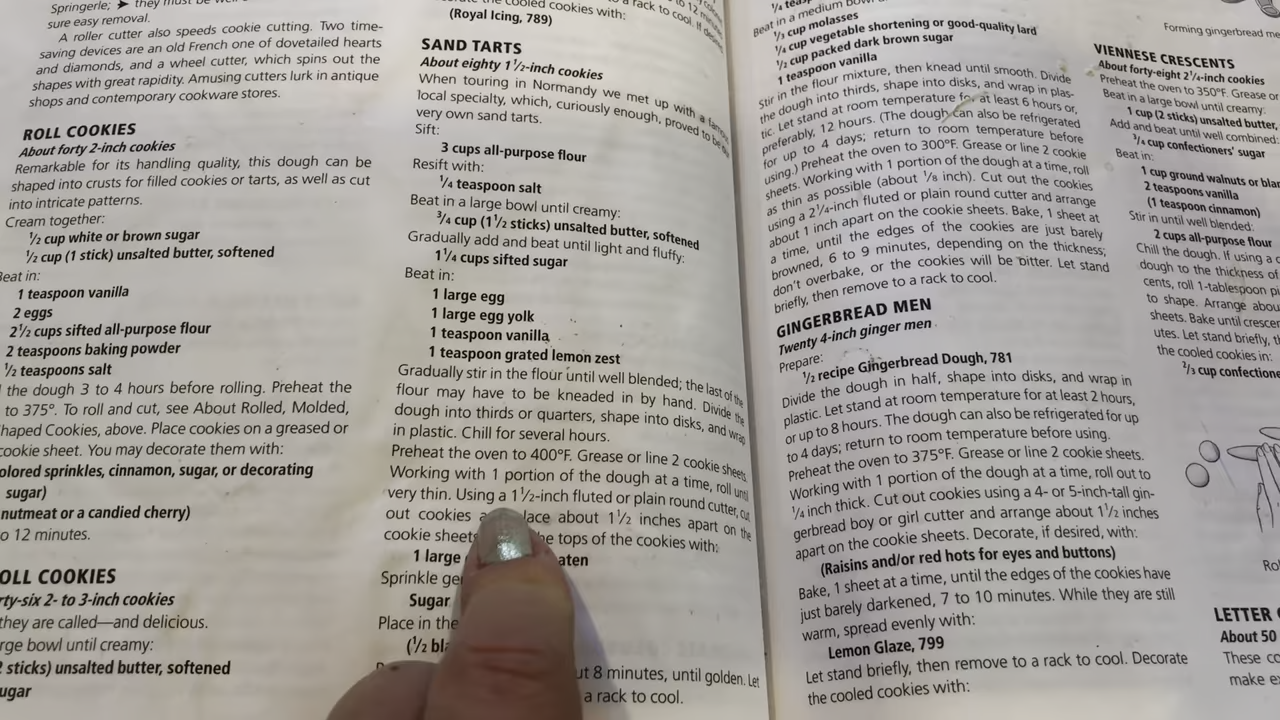 Springerle; ➤ they must be well
sure easy removal.
A roller cutter also speeds cookie cutting. Two time-
saving devices are an old French one of dovetailed hearts
and diamonds, and a wheel cutter, which spins out the
shapes with great rapidity. Amusing cutters lurk in antique
shops and contemporary cookware stores.
ROLL COOKIES
About forty 2-inch cookies
Remarkable for its handling quality, this dough can be
shaped into crusts for filled cookies or tarts, as well as cut
into intricate patterns.
Cream together:
½ cup white or brown sugar
½ cup (1 stick) unsalted butter, softened
Beat in:
1 teaspoon vanilla
2 eggs
2½ cups sifted all-purpose flour
2 teaspoons baking powder
½ teaspoons salt
the dough 3 to 4 hours before rolling. Preheat the
to 375°. To roll and cut, see About Rolled, Molded,
haped Cookies, above. Place cookies on a greased or
cookie sheet. You may decorate them with:
olored sprinkles, cinnamon, sugar, or decorating
sugar)
nutmeat or a candied cherry)
o 12 minutes.
OLL COOKIES
rty-six 2- to 3-inch cookies
they are called—and delicious.
rge bowl until creamy:
sticks) unsalted butter, softened
ugar
the cooled cookies with:
to a rack to cool. If
(Royal Icing, 789)
SAND TARTS
About eighty 1½-inch cookies
When touring in Normandy we met up with a
local specialty, which, curiously enough, proved to be
very own sand tarts.
Sift:
3 cups all-purpose flour
Resift with:
¼ teaspoon salt
Beat in a large bowl until creamy:
¾ cup (1½ sticks) unsalted butter, softened
Gradually add and beat until light and fluffy:
1¼ cups sifted sugar
Beat in:
1 large egg
1 large egg yolk
1 teaspoon vanilla
1 teaspoon grated lemon zest
Gradually stir in the flour until well blended; the last of the
flour may have to be kneaded in by hand. Divide the
dough into thirds or quarters, shape into disks, and wrap
in plastic. Chill for several hours.
Preheat the oven to 400°F. Grease or line 2 cookie sheets.
Working with 1 portion of the dough at a time, roll until
very thin. Using a 1½-inch fluted or plain round cutter, cut
out cookies a lace about 1½ inches apart on the
cookie sheets he tops of the cookies with:
1 large aten
Sprinkle ge
Sugar
Place in the
(½ bla
ut 8 minutes, until golden. Let
a rack to cool.
Beat in a medium bowl
⅓ cup molasses
¼ cup vegetable shortening or good-quality lard
½ cup packed dark brown sugar
1 teaspoon vanilla
Stir in the flour mixture, then knead until smooth. Divide
the dough into thirds, shape into disks, and wrap in plas-
tic. Let stand at room temperature for at least 6 hours or,
preferably, 12 hours. (The dough can also be refrigerated
for up to 4 days; return to room temperature before
using.) Preheat the oven to 300°F. Grease or line 2 cookie
sheets. Working with 1 portion of the dough at a time, roll
as thin as possible (about ⅛ inch). Cut out the cookies
using a 2¼-inch fluted or plain round cutter and arrange
about 1 inch apart on the cookie sheets. Bake, 1 sheet at
a time, until the edges of the cookies are just barely
browned, 6 to 9 minutes, depending on the thickness;
don't overbake, or the cookies will be bitter. Let stand
briefly, then remove to a rack to cool.
GINGERBREAD MEN
Twenty 4-inch ginger men
Prepare:
½ recipe Gingerbread Dough, 781
Divide the dough in half, shape into disks, and wrap in
plastic. Let stand at room temperature for at least 2 hours,
or up to 8 hours. The dough can also be refrigerated for up
to 4 days; return to room temperature before using.
Preheat the oven to 375°F. Grease or line 2 cookie sheets.
Working with 1 portion of the dough at a time, roll out to
¼ inch thick. Cut out cookies using a 4- or 5-inch-tall gin-
gerbread boy or girl cutter and arrange about 1½ inches
apart on the cookie sheets. Decorate, if desired, with:
(Raisins and/or red hots for eyes and buttons)
Bake, 1 sheet at a time, until the edges of the cookies have
just barely darkened, 7 to 10 minutes. While they are still
warm, spread evenly with:
Lemon Glaze, 799
Let stand briefly, then remove to a rack to cool. Decorate
the cooled cookies with:
Forming gingerbread me
VIENNESE CRESCENTS
About forty-eight 2¼-inch cookies
Preheat the oven to 350°F. Grease or
Beat in a large bowl until creamy:
1 cup (2 sticks) unsalted butter,
Add and beat until well combined:
¾ cup confectioners' sugar
Beat in:
1 cup ground walnuts or blan
2 teaspoons vanilla
(1 teaspoon cinnamon)
Stir in until well blended:
2 cups all-purpose flour
Chill the dough. If using a c
dough to the thickness of
cents, roll 1-tablespoon pi
to shape. Arrange abou
sheets. Bake until crescen
utes. Let stand briefly, th
the cooled cookies in:
⅓ cup confectione
Ro
LETTER
About 50
These co
make ex